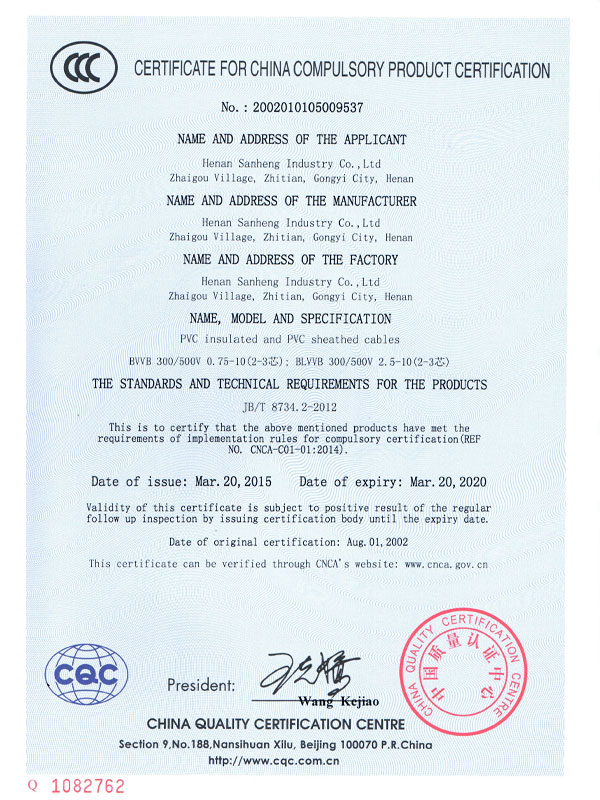 CCC
CERTIFICATE FOR CHINA COMPULSORY PRODUCT CERTIFICATION
No. : 2002010105009537
NAME AND ADDRESS OF THE APPLICANT
Henan Sanheng Industry Co.,Ltd
Zhaigou Village, Zhitian, Gongyi City, Henan
NAME AND ADDRESS OF THE MANUFACTURER
Henan Sanheng Industry Co.,Ltd
Zhaigou Village, Zhitian, Gongyi City, Henan
NAME AND ADDRESS OF THE FACTORY
Henan Sanheng Industry Co.,Ltd
Zhaigou Village, Zhitian, Gongyi City, Henan
NAME, MODEL AND SPECIFICATION
PVC insulated and PVC sheathed cables
BVVB 300/500V 0.75-10(2-3芯); BLVVB 300/500V 2.5-10(2-3芯)
THE STANDARDS AND TECHNICAL REQUIREMENTS FOR THE PRODUCTS
JB/T 8734.2-2012
This is to certify that the above mentioned products have met the
requirements of implementation rules for compulsory certification(REF
NO. CNCA-C01-01:2014).
Date of issue: Mar.20,2015 Date of expiry: Mar.20,2020
Validity of this certificate is subject to positive result of the regular
follow up inspection by issuing certification body until the expiry date.
Date of original certification: Aug.01,2002
This certificate can be verified through CNCA's website: www.cnca.gov.cn
CHINA QUALITY CERTIFICATION CENTRE
中国质量认证中心
CQC
President:
Wang Kejiao
CHINA QUALITY CERTIFICATION CENTRE
Section 9,No.188,Nansihuan Xilu, Beijing 100070 P.R.China
http://www.cqc.com.cn
Q 1082762